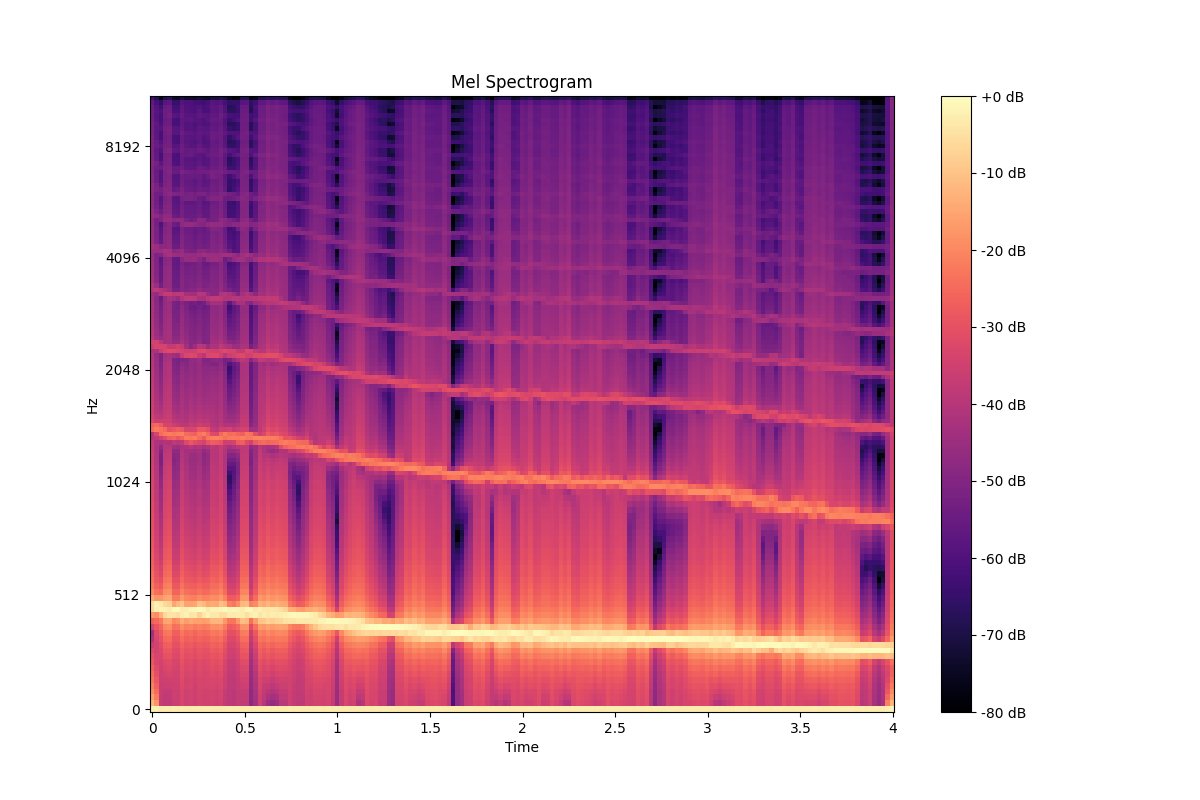 Mel Spectrogram
Hz
8192
4096
2048
1024
512
0
0 0.5 1 1.5 2 2.5 3 3.5 4
Time
+0 dB
-10 dB
-20 dB
-30 dB
-40 dB
-50 dB
-60 dB
-70 dB
-80 dB